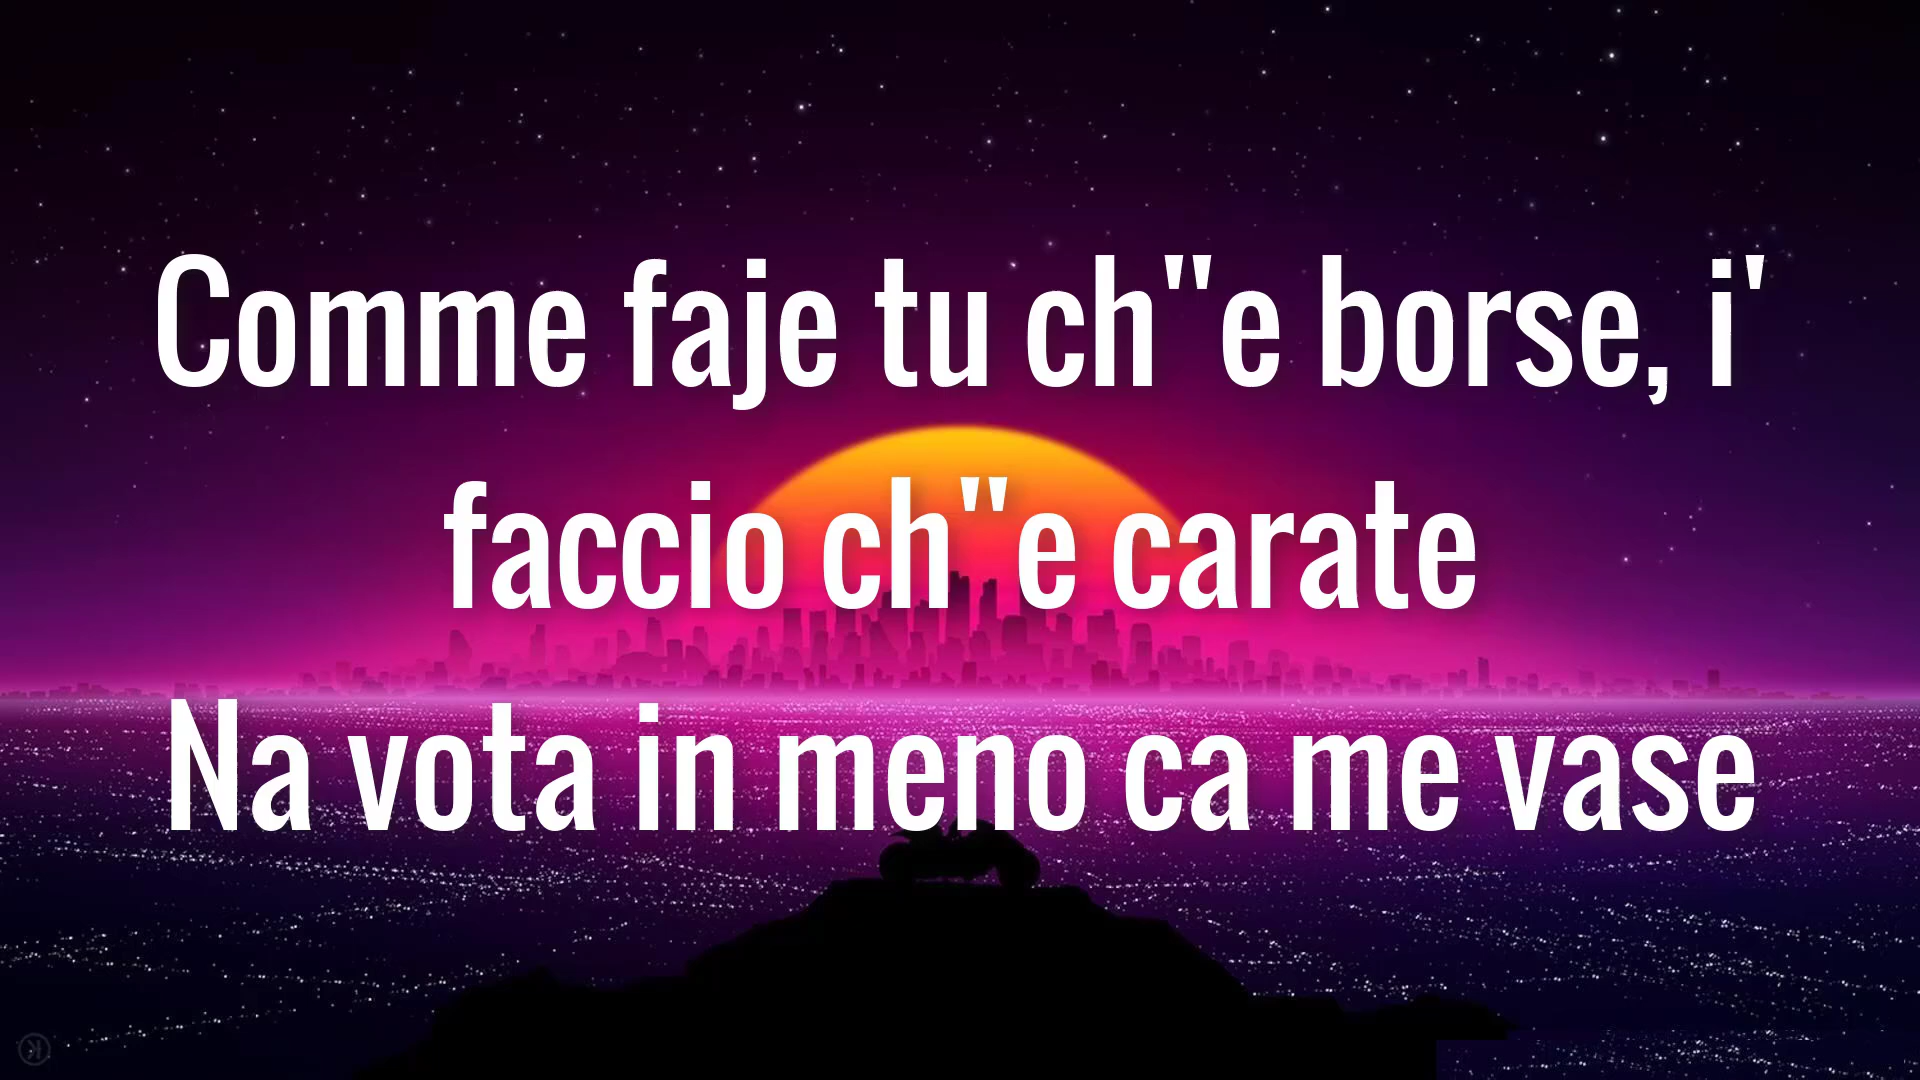 Comme faje tu ch''e borse, i'
faccio ch''e carate
Na vota in meno ca me vase